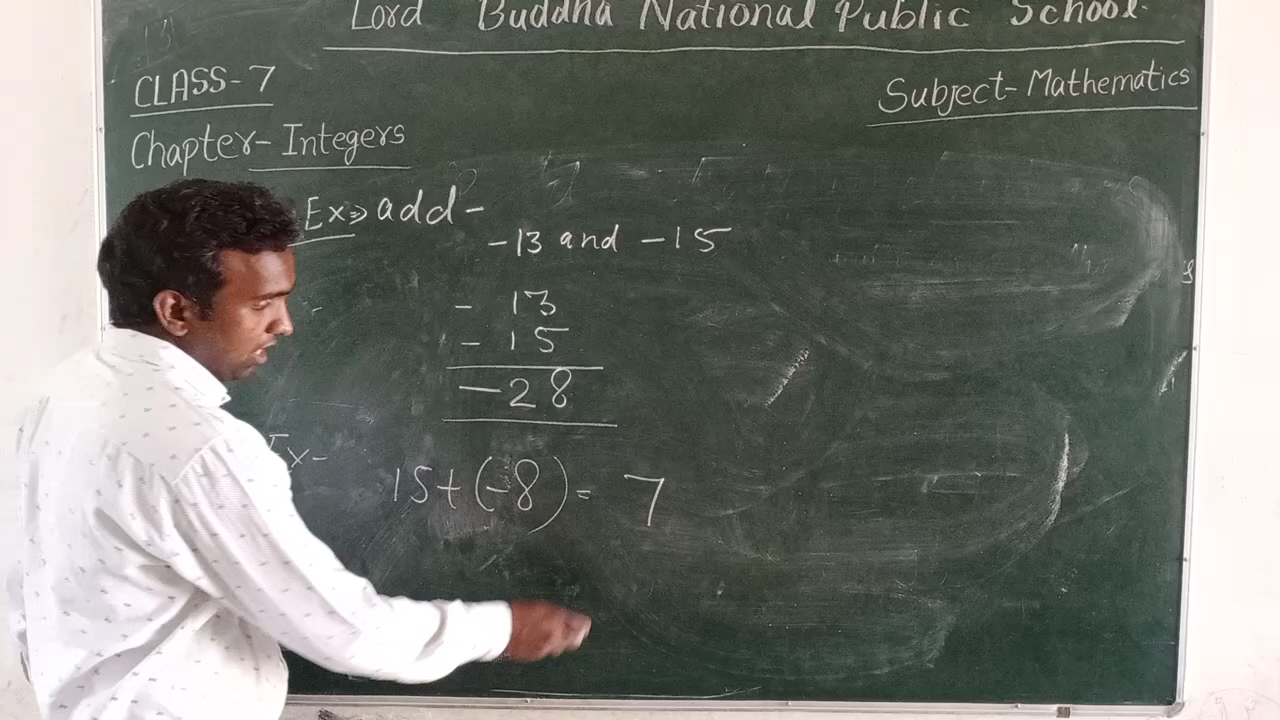 Lord Buddha National Public School.
CLASS-7
Subject-Mathematics
Chapter-Integers
Ex⇒ add-
-13 and -15
- 13
- 15
-28
Ex-
15+(-8)= 7